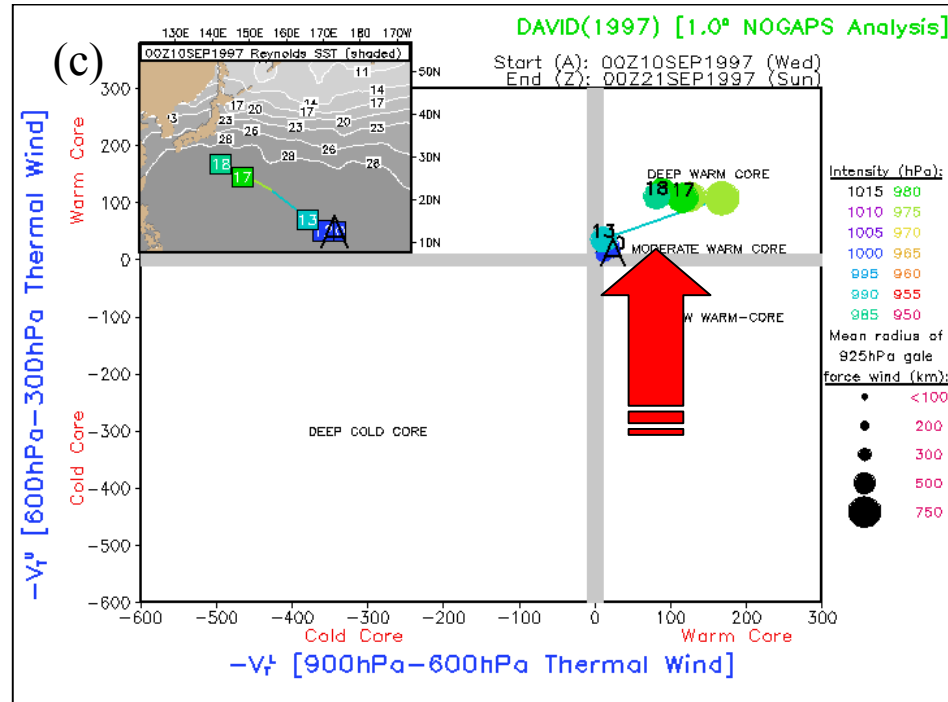 (c)
130E 140E 150E 160E 170E 180 170W
00Z10SEP1997 Reynolds SST (shaded)
DAVID(1997) [1.0° NOGAPS Analysis]
Start (A): 00Z10SEP1997 (Wed)
End (Z): 00Z21SEP1997 (Sun)
50N
40N
30N
20N
10N
11
14
14
17
17
17
20
20
20
23
23
23
26
26
28
28
28
18
17
13
A
300
200
100
0
-100
-200
-300
-400
-500
-600
Warm Core
Cold Core
-VTU [600hPa-300hPa Thermal Wind]
DEEP WARM CORE
18 17
13
A
MODERATE WARM CORE
W WARM-CORE
DEEP COLD CORE
Intensity (hPa):
1015 980
1010 975
1005 970
1000 965
995 960
990 955
985 950
Mean radius of
925hPa gale
force wind (km):
<100
200
300
500
750
-600 -500 -400 -300 -200 -100 0 100 200 300
Cold Core Warm Core
-VTL [900hPa-600hPa Thermal Wind]